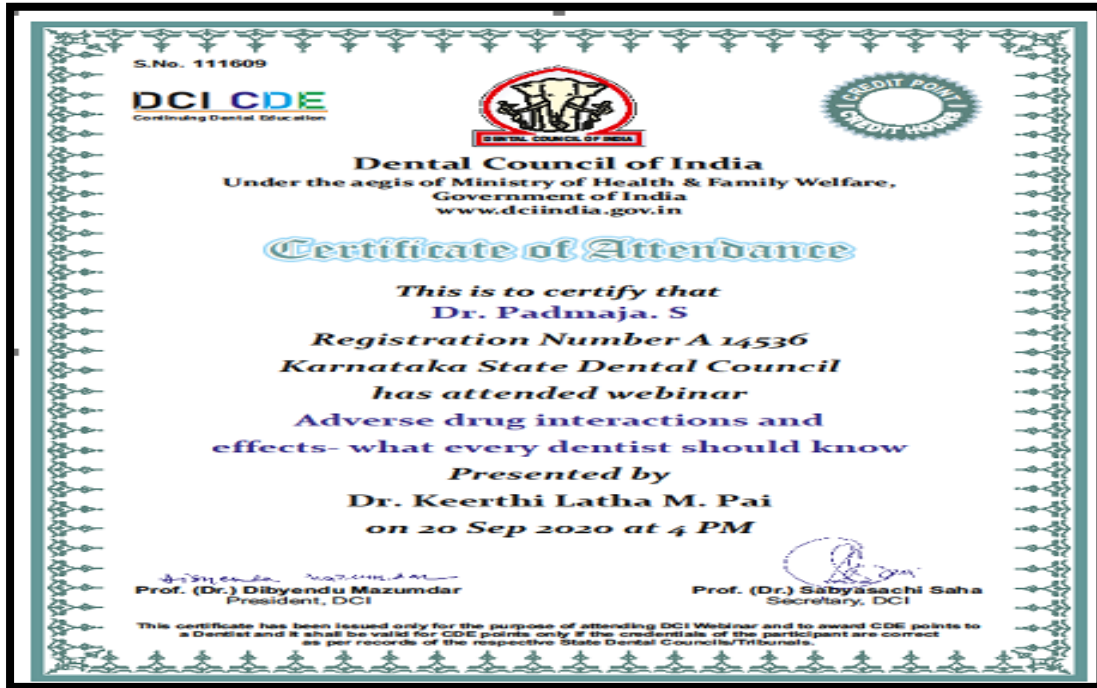 S.No. 111609
DCI CDE
Continuing Dental Education
DENTAL COUNCIL OF INDIA
CREDIT POINT
CREDIT HOURS
Dental Council of India
Under the aegis of Ministry of Health & Family Welfare,
Government of India
www.dciindia.gov.in
Certificate of Attendance
This is to certify that
Dr. Padmaja. S
Registration Number A 14536
Karnataka State Dental Council
has attended webinar
Adverse drug interactions and
effects- what every dentist should know
Presented by
Dr. Keerthi Latha M. Pai
on 20 Sep 2020 at 4 PM
Dibyendu Mazumdar
Prof. (Dr.) Dibyendu Mazumdar
President, DCI
Prof. (Dr.) Sabyasachi Saha
Secretary, DCI
This certificate has been issued only for the purpose of attending DCI Webinar and to award CDE points to
a Dentist and it shall be valid for CDE points only if the credentials of the participant are correct
as per records of the respective State Dental Councils/Tribunals.